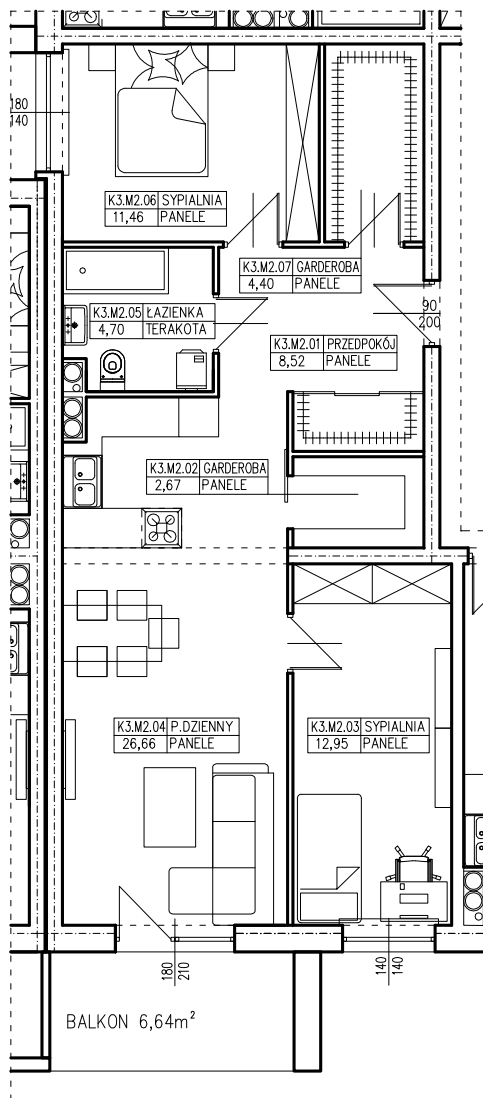 180
140
K3.M2.06 SYPIALNIA
11,46 PANELE
K3.M2.07 GARDEROBA
4,40 PANELE
K3.M2.05 ŁAZIENKA
4,70 TERAKOTA
90
200
K3.M2.01 PRZEDPOKÓJ
8,52 PANELE
K3.M2.02 GARDEROBA
2,67 PANELE
K3.M2.04 P.DZIENNY
26,66 PANELE
K3.M2.03 SYPIALNIA
12,95 PANELE
180
210
140
140
BALKON 6,64m²